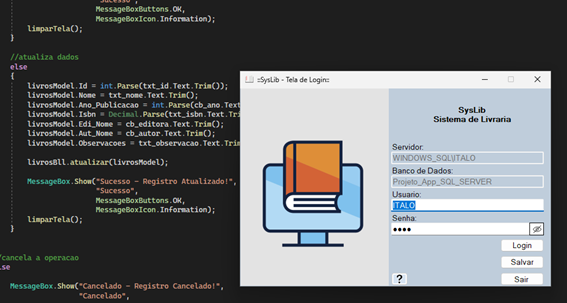 "Sucesso",
MessageBoxButtons.OK,
MessageBoxIcon.Information);
limparTela();
}
//atualiza dados
else
{
livrosModel.Id = int.Parse(txt_id.Text.Trim());
livrosModel.Nome = txt_nome.Text.Trim();
livrosModel.Ano_Publicacao = int.Parse(cb_ano.Text
livrosModel.Isbn = Decimal.Parse(txt_isbn.Text.Trim
livrosModel.Edi_Nome = cb_editora.Text.Trim();
livrosModel.Aut_Nome = cb_autor.Text.Trim();
livrosModel.Observacoes = txt_observacao.Text.Trim
livrosBll.atualizar(livrosModel);
MessageBox.Show("Sucesso - Registro Atualizado!",
"Sucesso",
MessageBoxButtons.OK,
MessageBoxIcon.Information);
limparTela();
}
/cancela a operacao
lse
MessageBox.Show("Cancelado - Registro Cancelado!",
"Cancelado",
::SysLib - Tela de Login::
SysLib
Sistema de Livraria
Servidor:
WINDOWS_SQL\ITALO
Banco de Dados:
Projeto_App_SQL_SERVER
Usuario:
ITALO
Senha:
Login
Salvar
?
Sair